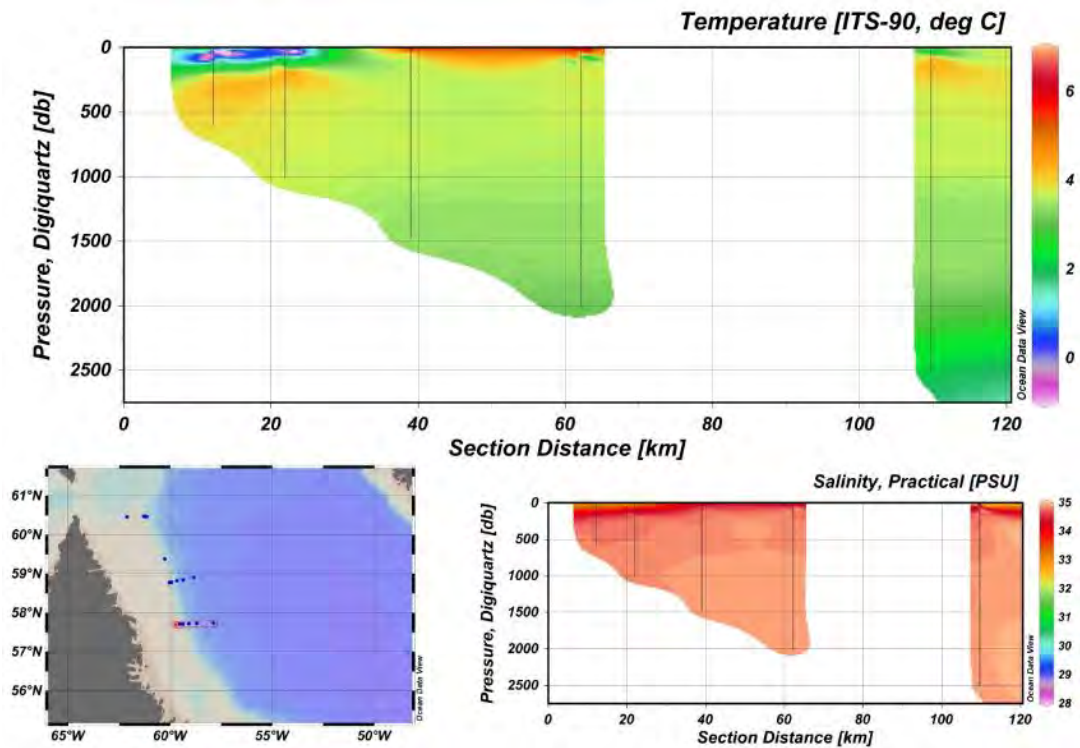 Temperature [ITS-90, deg C]
Pressure, Digiquartz [db]
0
500
1000
1500
2000
2500
0
20
40
60
80
100
120
Section Distance [km]
Ocean Data View
6
4
2
0
61°N
60°N
59°N
58°N
57°N
56°N
65°W
60°W
55°W
50°W
Ocean Data View
Salinity, Practical [PSU]
Pressure, Digiquartz [db]
0
500
1000
1500
2000
2500
0
20
40
60
80
100
120
Section Distance [km]
Ocean Data View
35
34
33
32
31
30
29
28